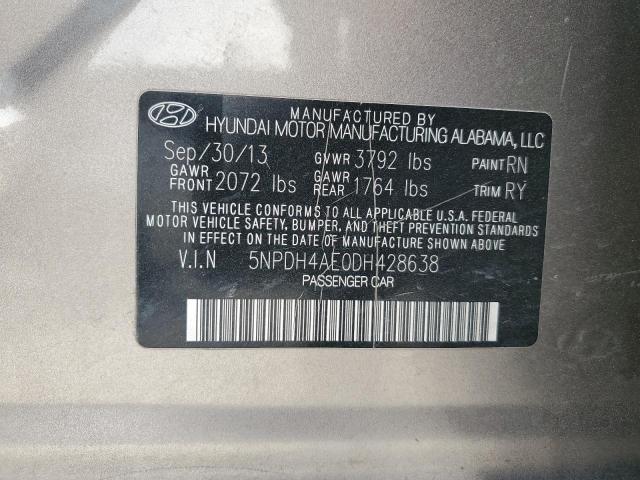 MANUFACTURED BY
HYUNDAI MOTOR MANUFACTURING ALABAMA, LLC
Sep/30/13 GVWR 3792 lbs PAINT RN
GAWR FRONT 2072 lbs GAWR REAR 1764 lbs TRIM RY
THIS VEHICLE CONFORMS TO ALL APPLICABLE U.S.A. FEDERAL
MOTOR VEHICLE SAFETY, BUMPER, AND THEFT PREVENTION
STANDARDS IN EFFECT ON THE DATE OF MANUFACTURE SHOWN ABOVE
V.I.N 5NPDH4AE0DH428638
PASSENGER CAR